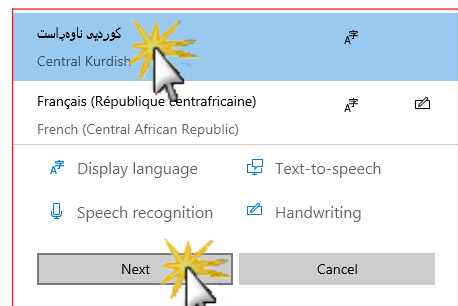 كوردیی ناوەڕاست
Central Kurdish
Français (République centrafricaine)
French (Central African Republic)
Display language
Text-to-speech
Speech recognition
Handwriting
Next
Cancel